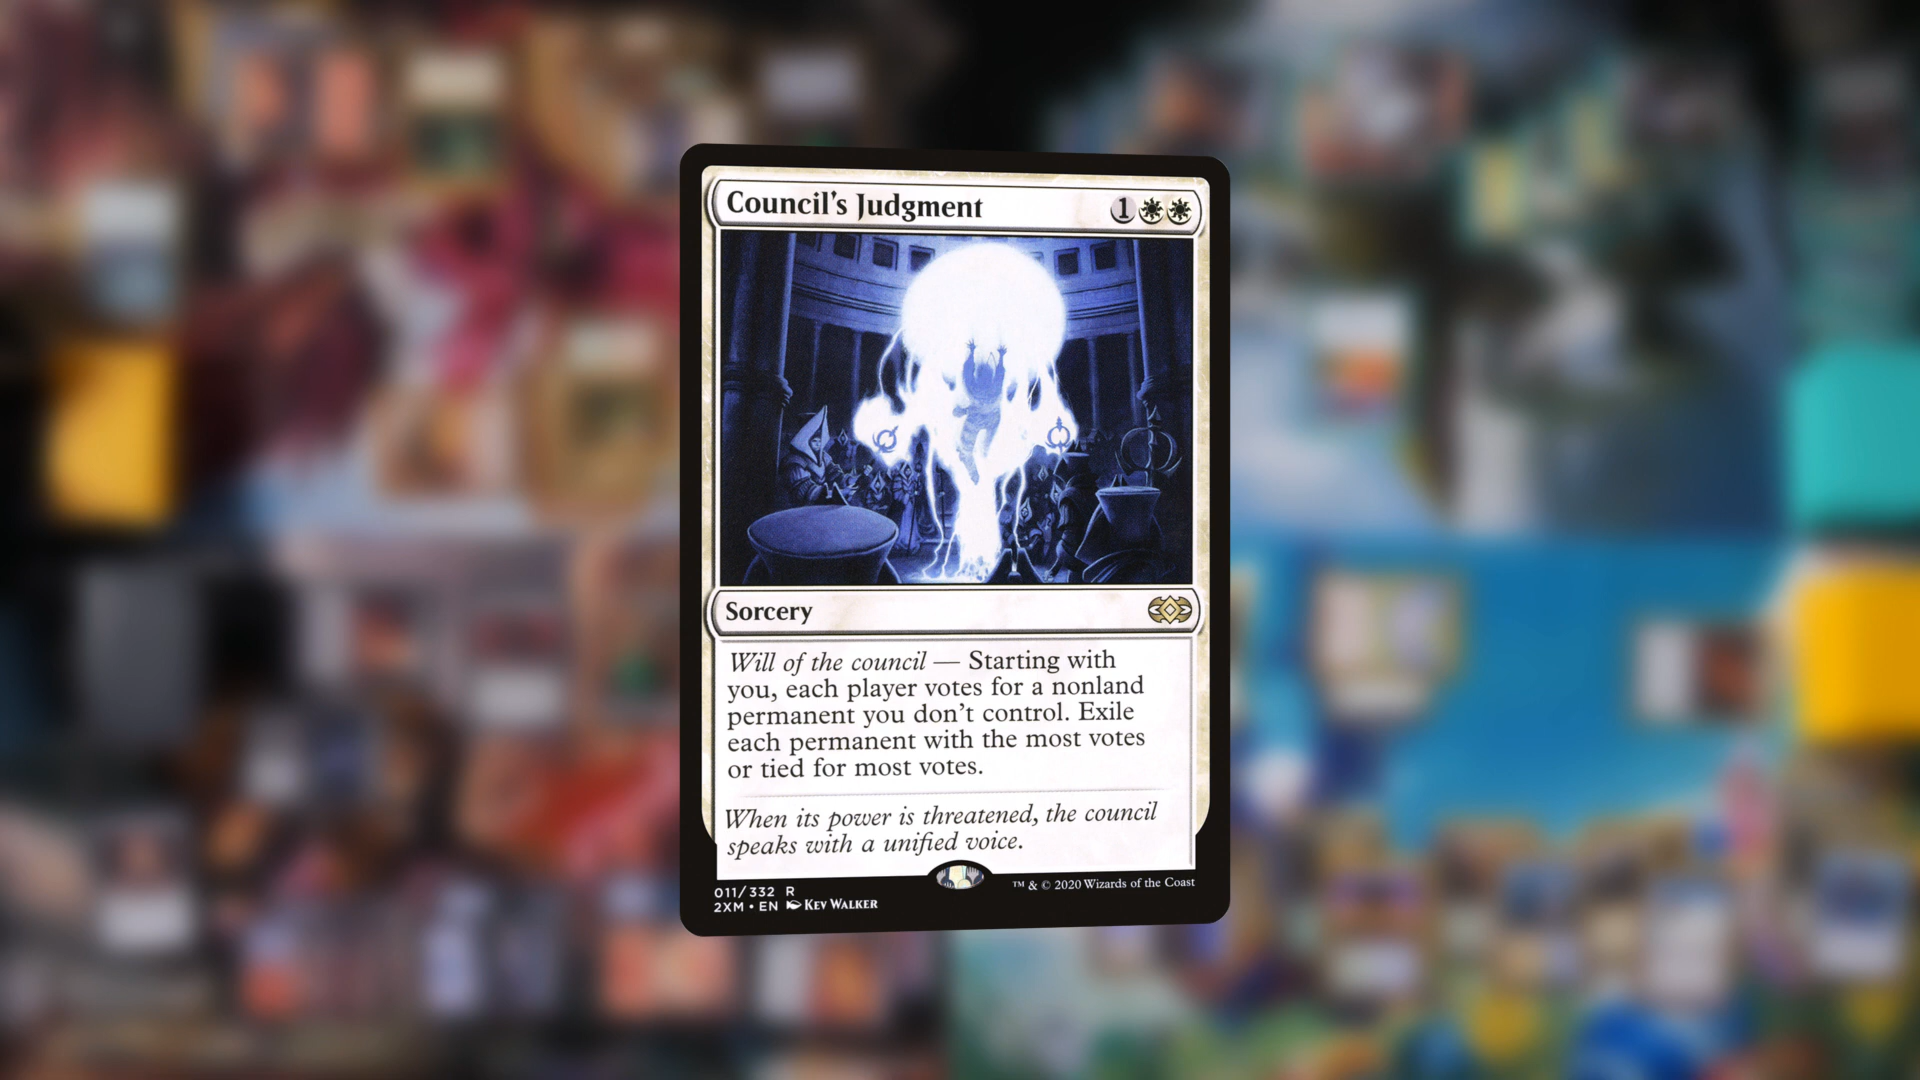 Council's Judgment 1
Sorcery
Will of the council — Starting with
you, each player votes for a nonland
permanent you don't control. Exile
each permanent with the most votes
or tied for most votes.
When its power is threatened, the council
speaks with a unified voice.
011/332 R
2XM • EN Kev Walker
™ & © 2020 Wizards of the Coast